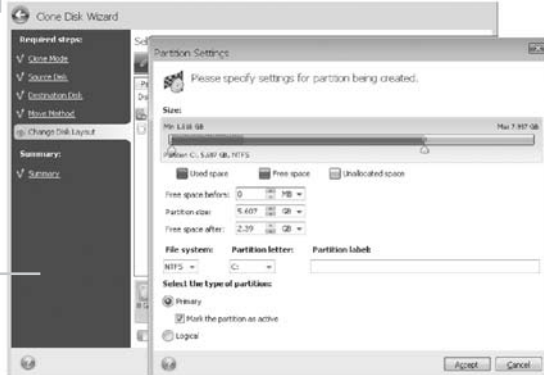 Clone Disk Wizard
Required steps:
Clone Mode
Source Disk
Destination Disk
Move Method
Change Disk Layout
Summary:
Summary
Sel
Partition Settings
Please specify settings for partition being created.
Size:
Max 7.997 GB
NTFS
Used space
Free space
Unallocated space
Free space before: 0 MB
Partition size: 5.607 GB
Free space after: 2.39 GB
File system: Partition letter: Partition label:
NTFS C:
Select the type of partition:
Primary
Mark the partition as active
Logical
Accept Cancel